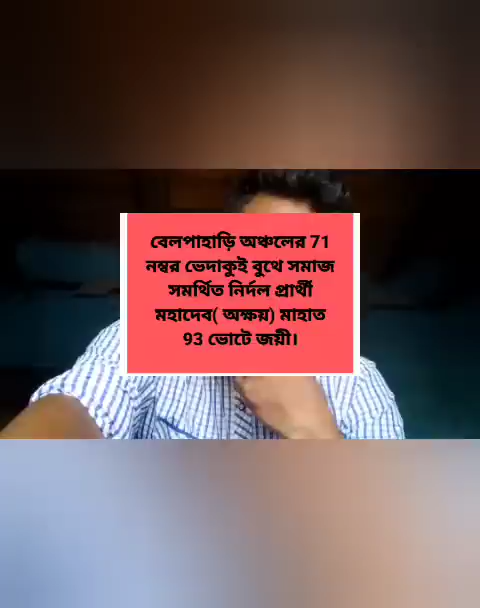 বেলপাহাড়ি অঞ্চলের 71
নম্বর ভেদাকুই বুথে সমাজ
সমর্থিত নির্দল প্রার্থী
মহাদেব( অক্ষয়) মাহাত
93 ভোটে জয়ী।